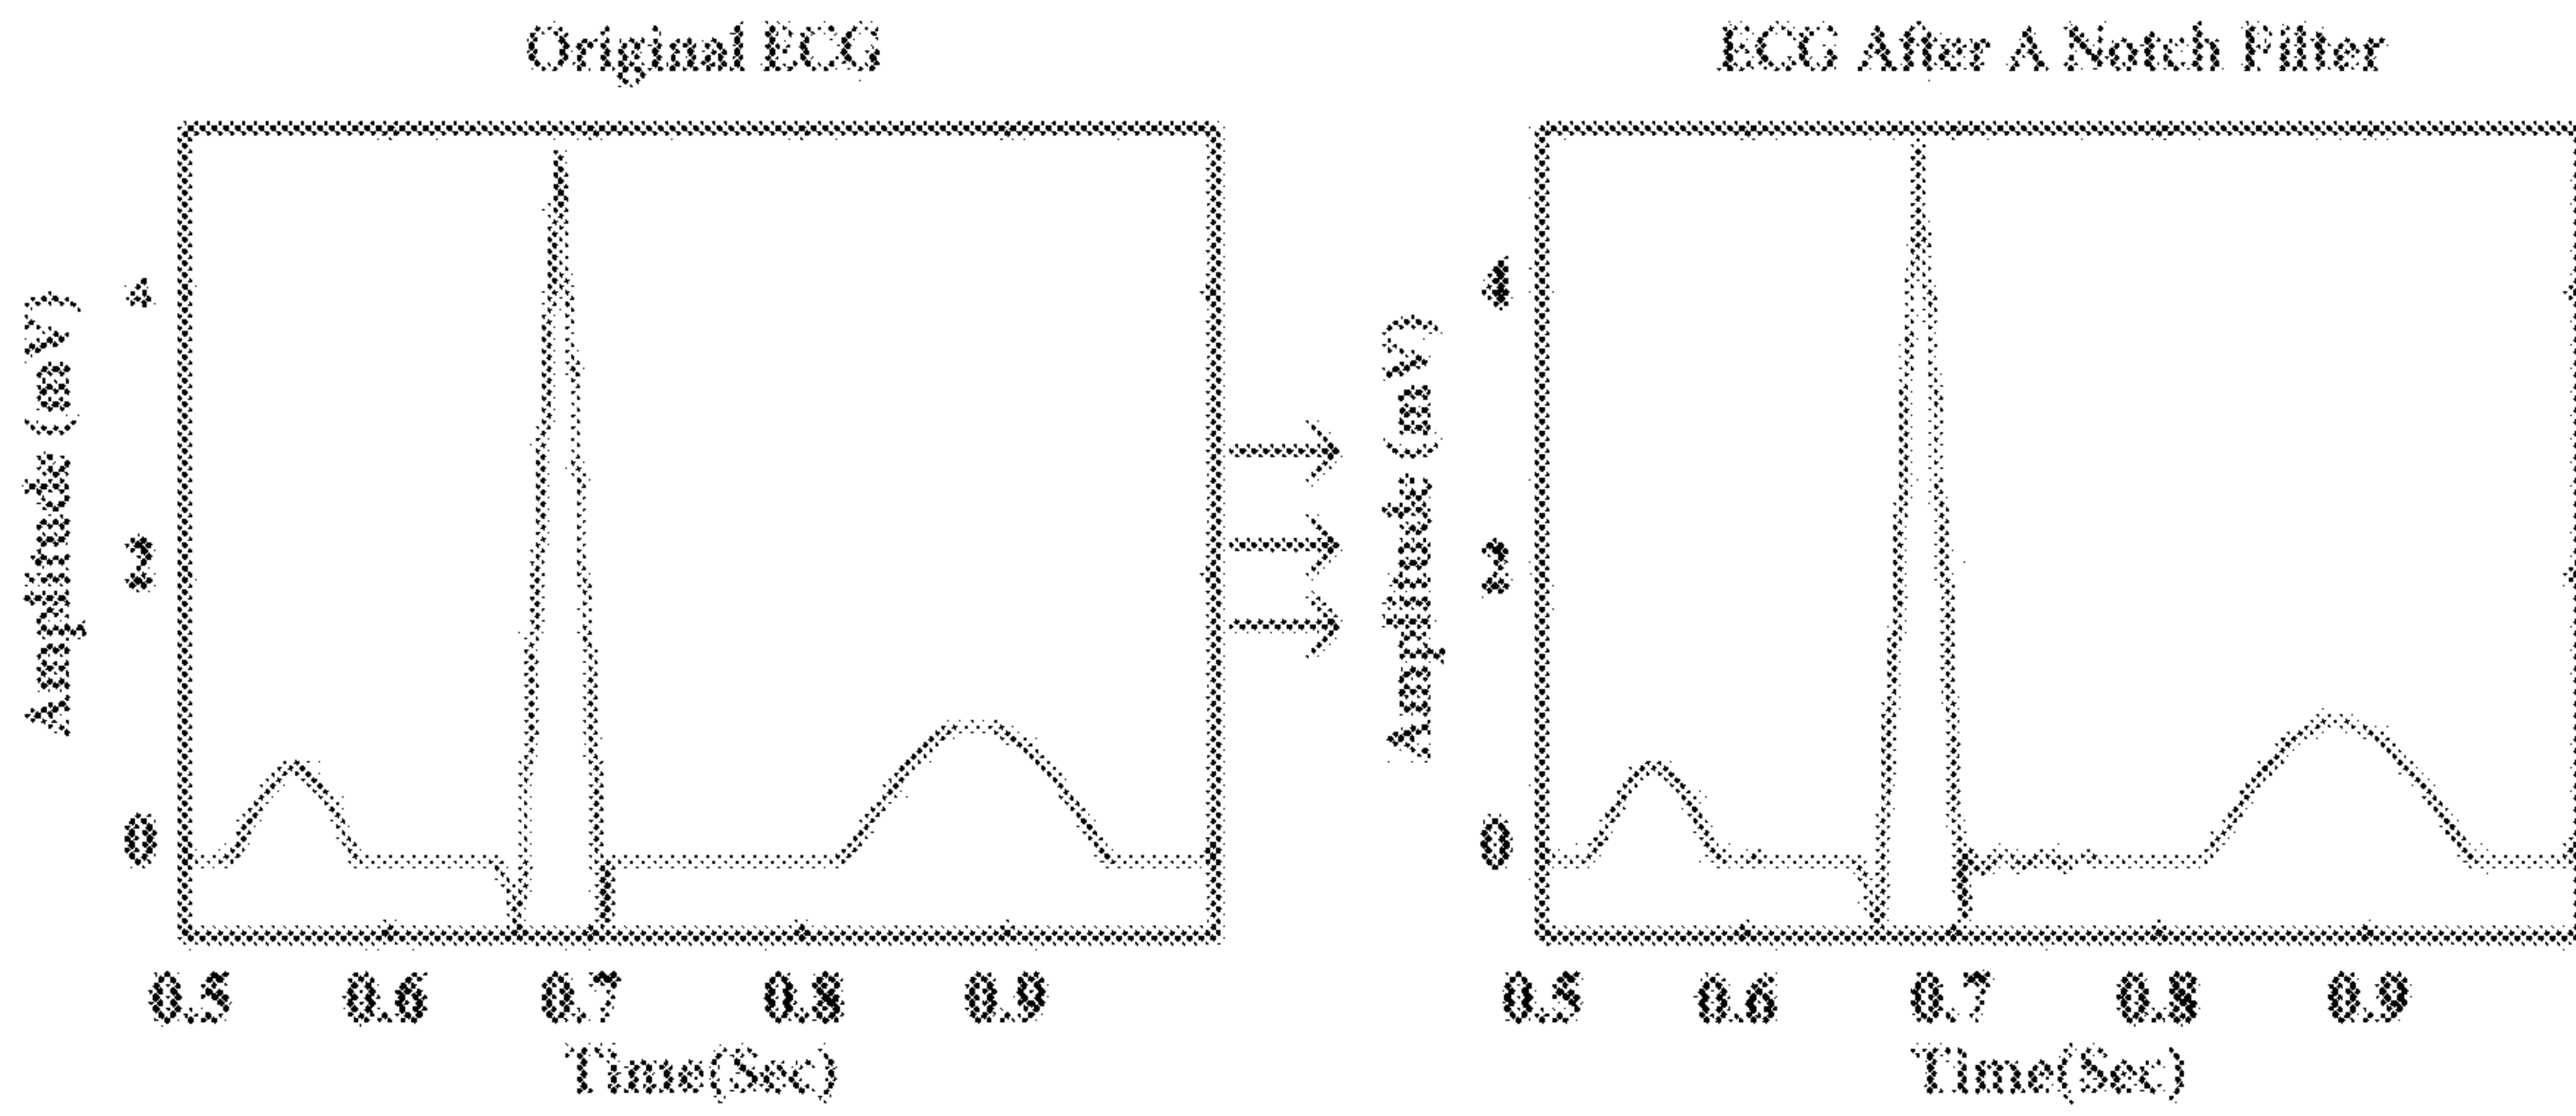 Original ECG
Amplitude (mV)
4
2
0
0.5 0.6 0.7 0.8 0.9
Time(Sec)
ECG After A Notch Filter
Amplitude (mV)
4
2
0
0.5 0.6 0.7 0.8 0.9
Time(Sec)